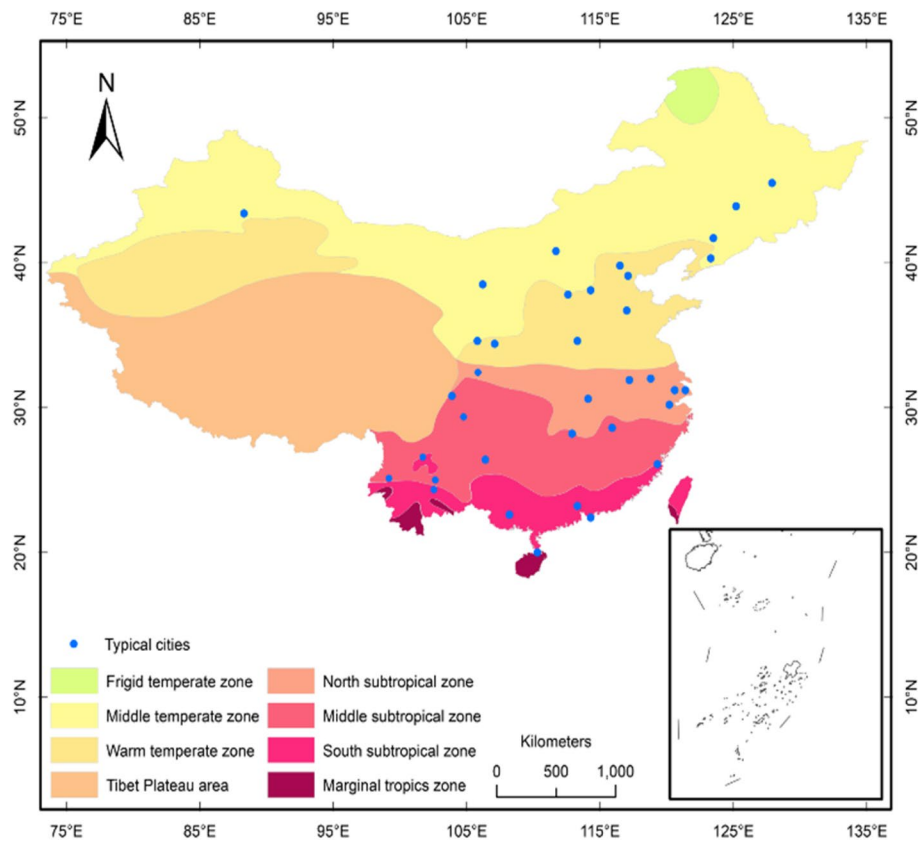 75°E 85°E 95°E 105°E 115°E 125°E 135°E
N
50°N 50°N
40°N 40°N
30°N 30°N
20°N 20°N
10°N 10°N
Typical cities
Frigid temperate zone
Middle temperate zone
Warm temperate zone
Tibet Plateau area
North subtropical zone
Middle subtropical zone
South subtropical zone
Marginal tropics zone
Kilometers
0 500 1,000
75°E 85°E 95°E 105°E 115°E 125°E 135°E